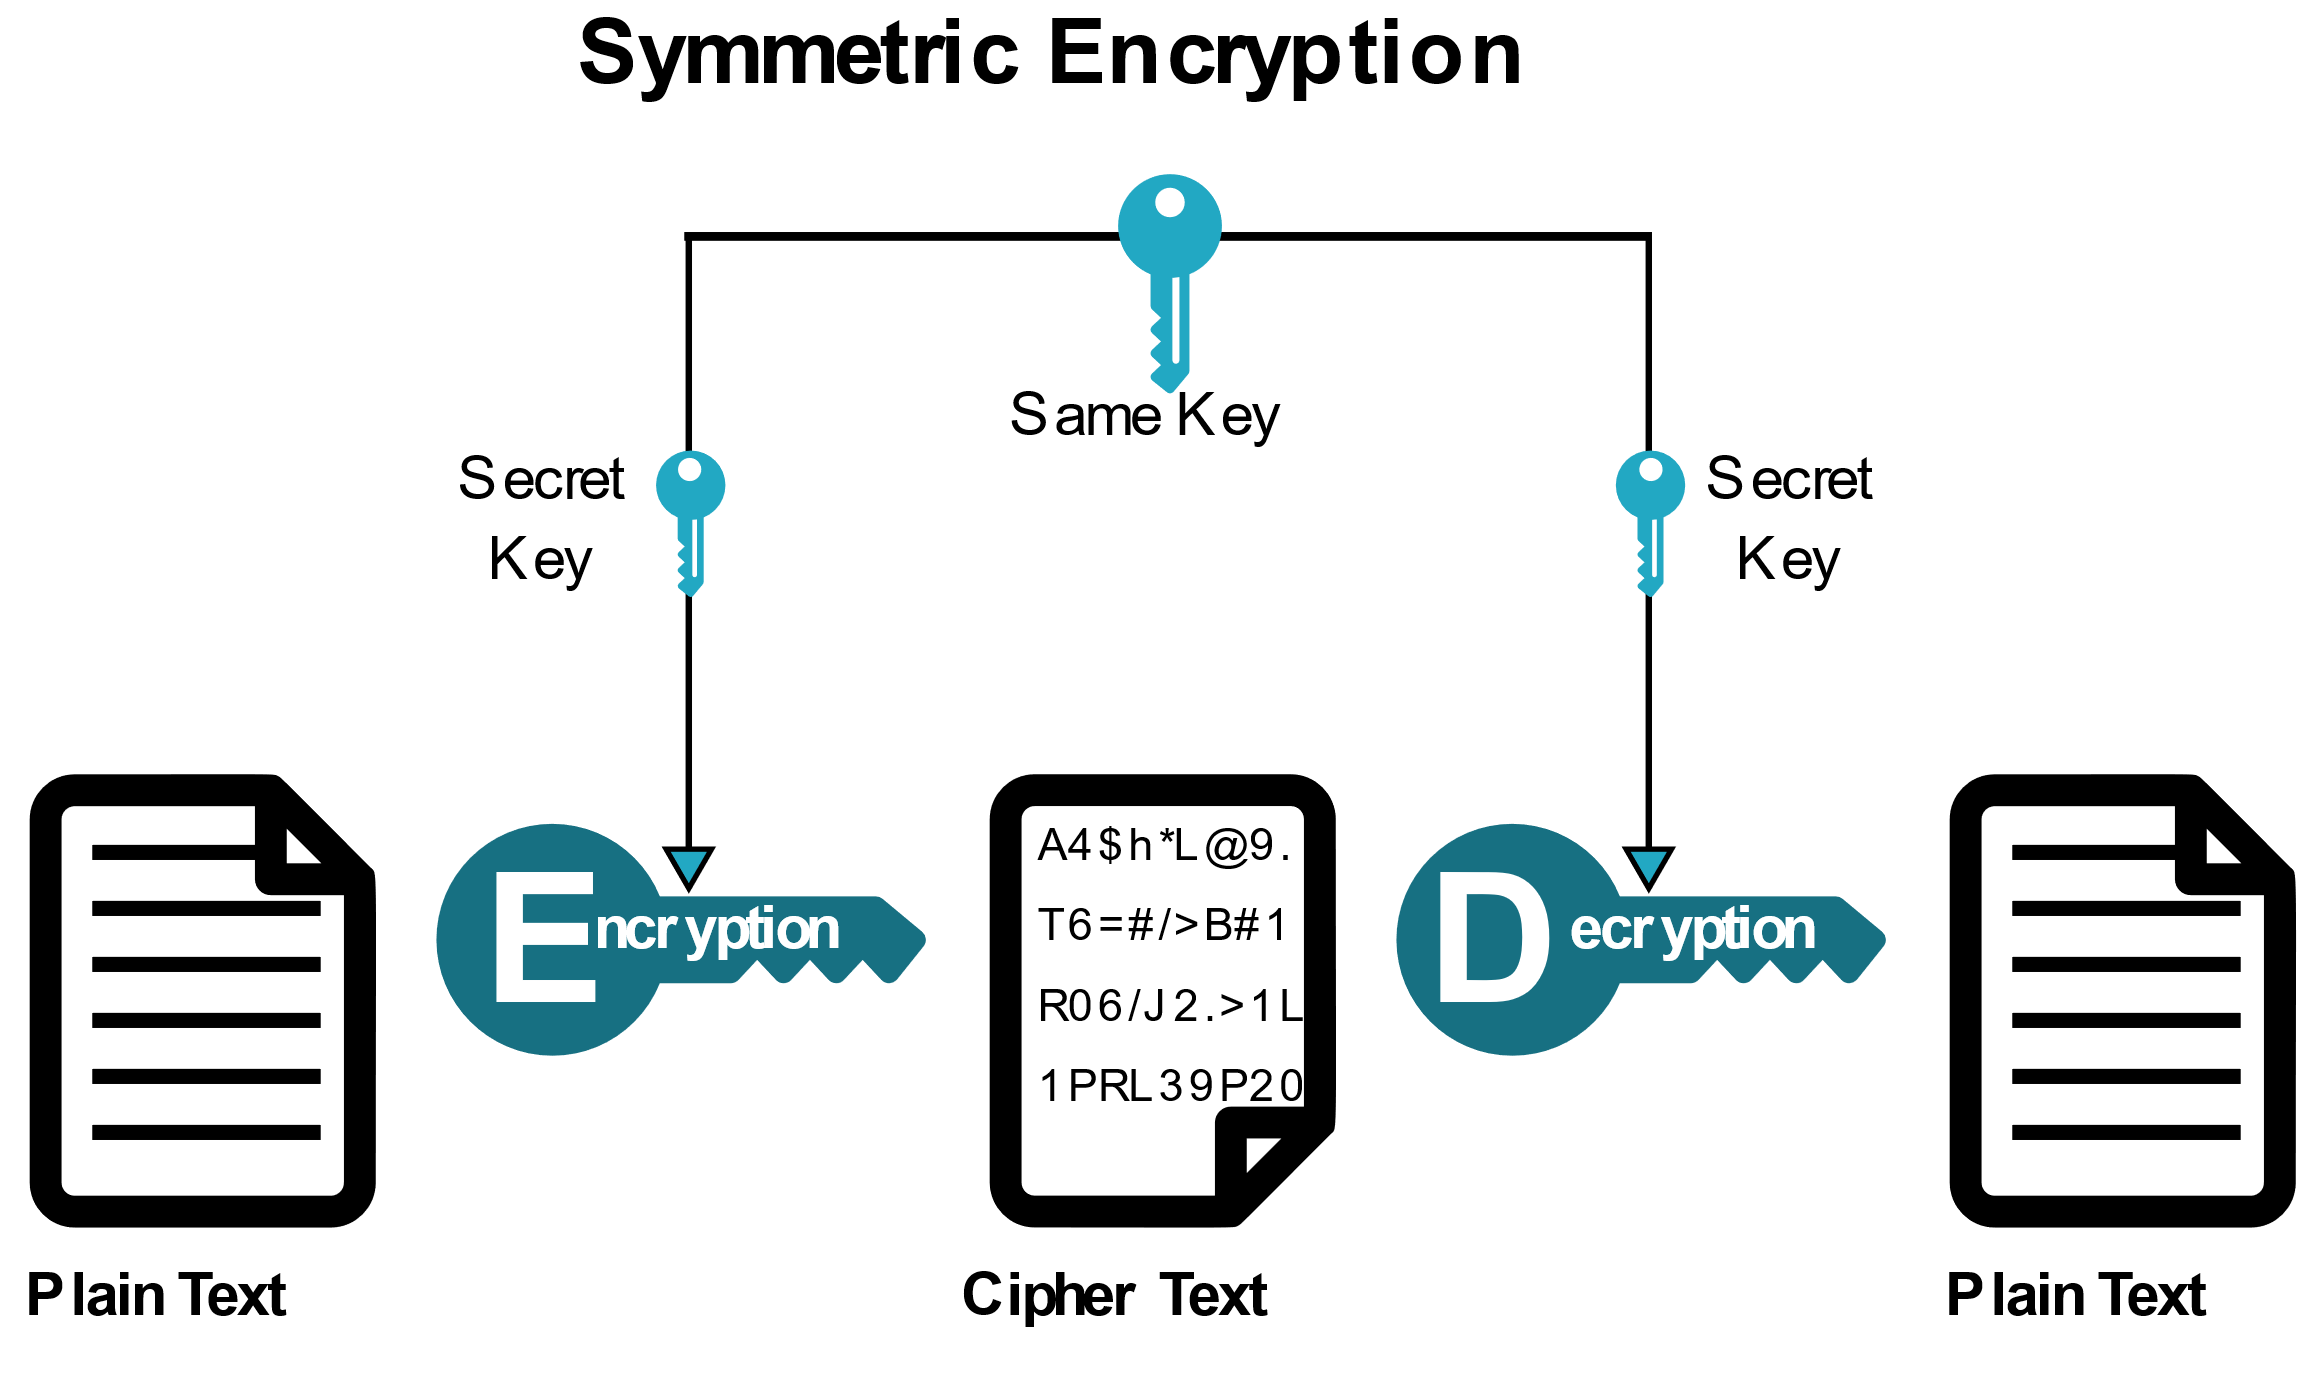 Symmetric Encryption
Same Key
Secret
Key
Secret
Key
Encryption
A4$h*L@9.
T6=#/>B#1
R06/J2.>1L
1PRL39P20
Decryption
Plain Text
Cipher Text
Plain Text